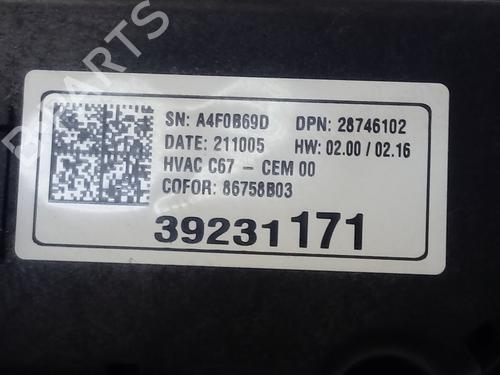 SN: A4F0B69D DPN: 28746102
DATE: 211005 HW: 02.00 / 02.16
HVAC C67 - CEM 00
COFOR: 86758B03
39231171